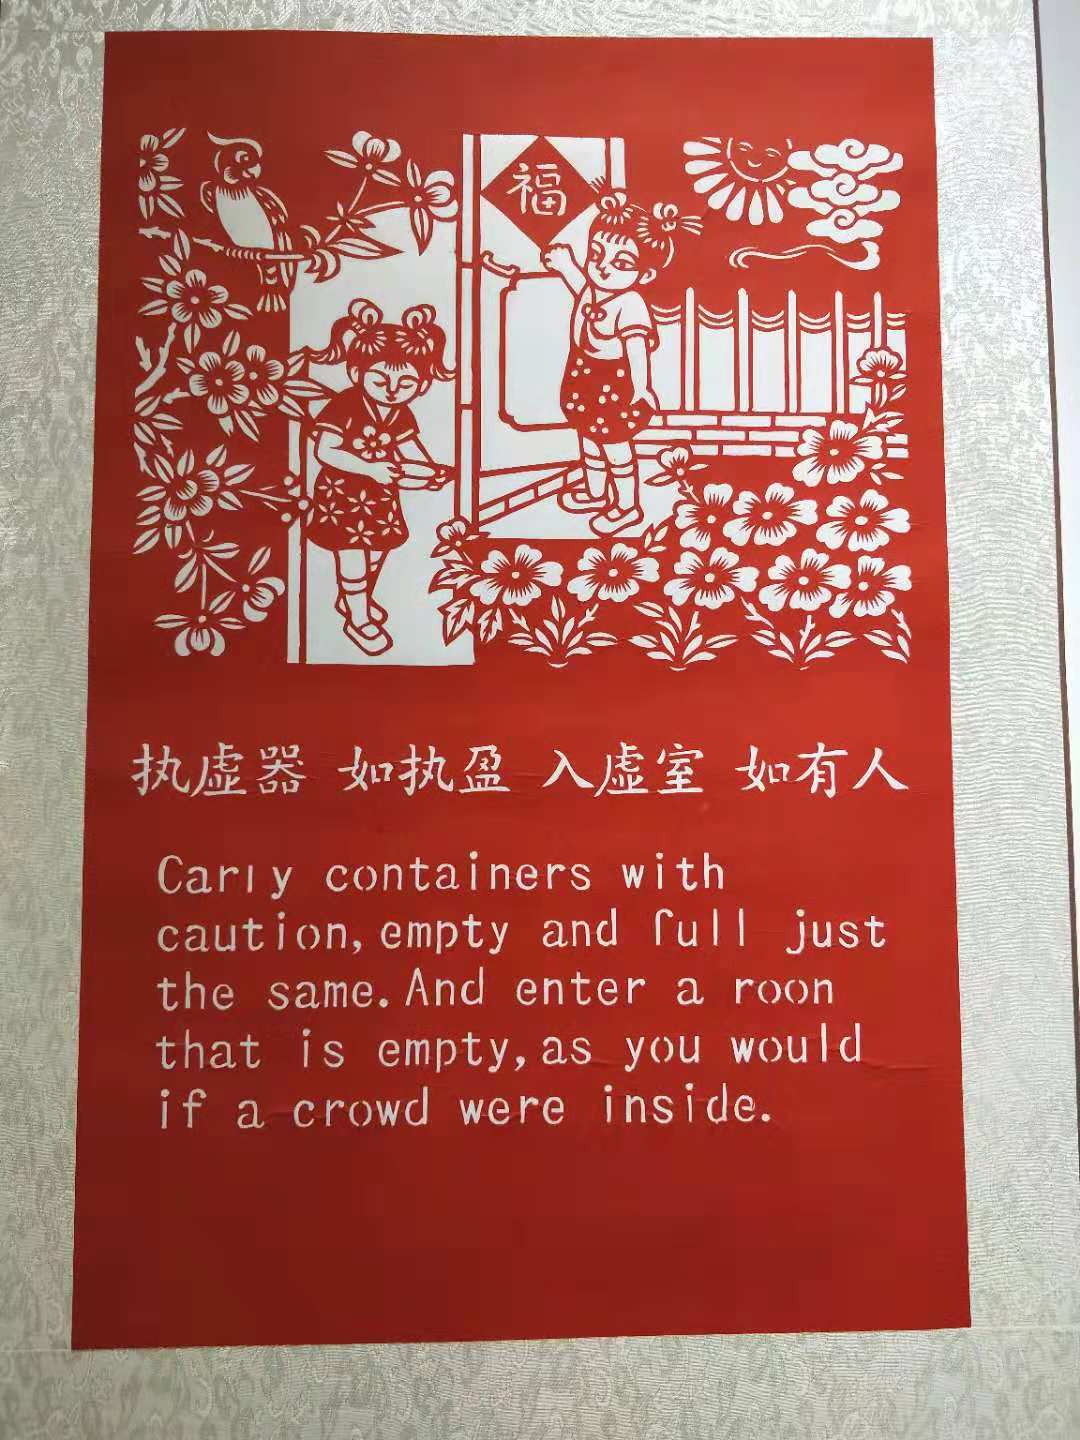 福
执虚器 如执盈 入虚室 如有人
Carıy containers with
caution,empty and full just
the same.And enter a roon
that is empty,as you would
if a crowd were inside.